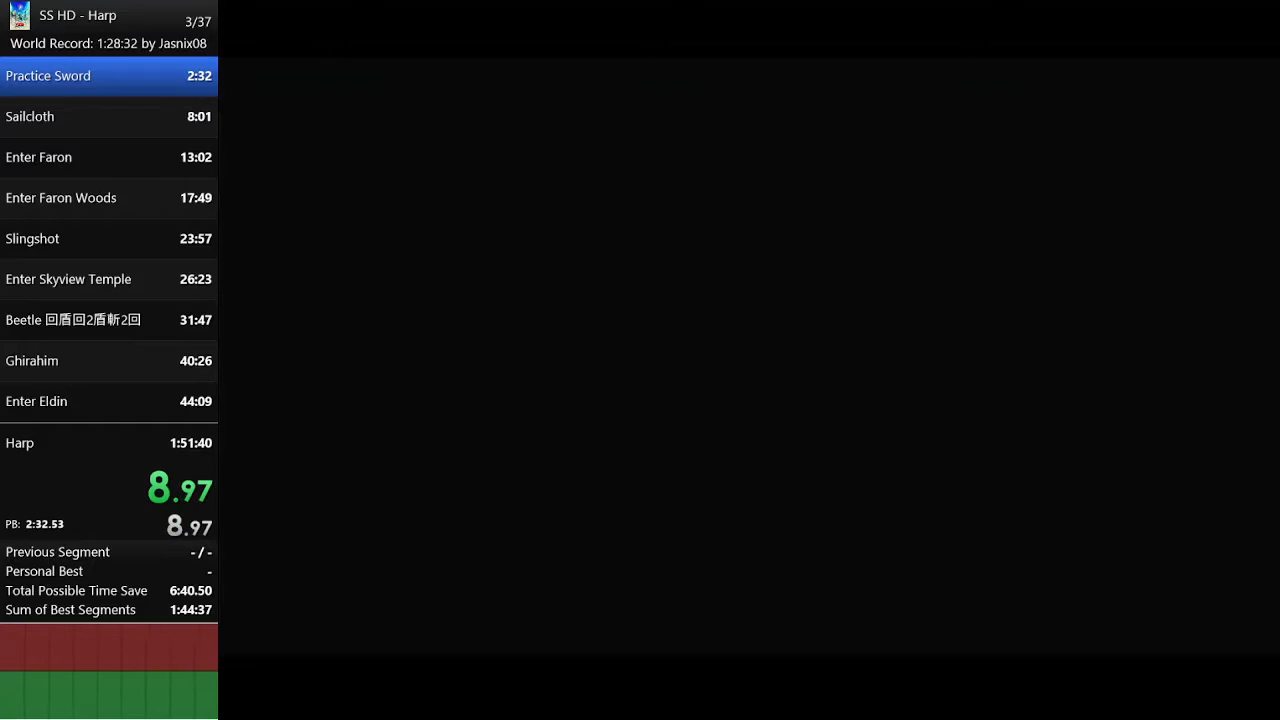 SS HD - Harp
3/37
World Record: 1:28:32 by Jasnix08
Practice Sword 2:32
Sailcloth 8:01
Enter Faron 13:02
Enter Faron Woods 17:49
Slingshot 23:57
Enter Skyview Temple 26:23
Beetle 回盾回2盾斬2回 31:47
Ghirahim 40:26
Enter Eldin 44:09
Harp 1:51:40
8.97
PB: 2:32.53 8.97
Previous Segment - / -
Personal Best -
Total Possible Time Save 6:40.50
Sum of Best Segments 1:44:37